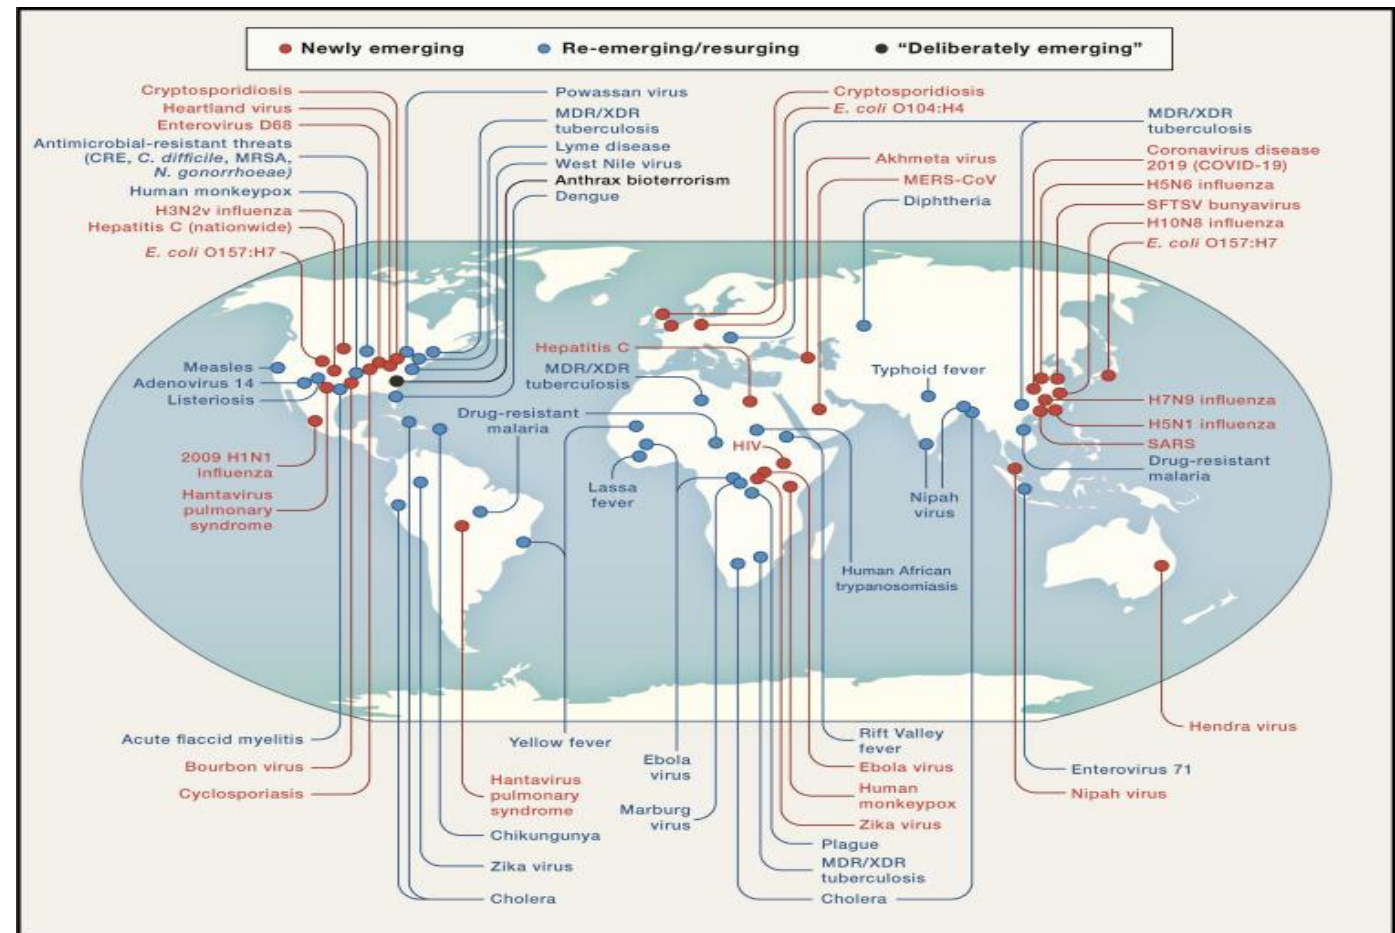 Newly emerging
Re-emerging/resurging
“Deliberately emerging”
Cryptosporidiosis
Heartland virus
Enterovirus D68
Antimicrobial-resistant threats
(CRE, C. difficile, MRSA,
N. gonorrhoeae)
Human monkeypox
H3N2v influenza
Hepatitis C (nationwide)
E. coli O157:H7
Powassan virus
MDR/XDR
tuberculosis
Lyme disease
West Nile virus
Anthrax bioterrorism
Dengue
Cryptosporidiosis
E. coli O104:H4
Akhmeta virus
MERS-CoV
Diphtheria
MDR/XDR
tuberculosis
Coronavirus disease
2019 (COVID-19)
H5N6 influenza
SFTSV bunyavirus
H10N8 influenza
E. coli O157:H7
Measles
Adenovirus 14
Listeriosis
2009 H1N1
influenza
Hantavirus
pulmonary
syndrome
Hepatitis C
MDR/XDR
tuberculosis
Drug-resistant
malaria
HIV
Lassa
fever
Typhoid fever
Nipah
virus
Human African
trypanosomiasis
H7N9 influenza
H5N1 influenza
SARS
Drug-resistant
malaria
Acute flaccid myelitis
Bourbon virus
Cyclosporiasis
Yellow fever
Hantavirus
pulmonary
syndrome
Chikungunya
Zika virus
Cholera
Ebola
virus
Marburg
virus
Rift Valley
fever
Ebola virus
Human
monkeypox
Zika virus
Plague
MDR/XDR
tuberculosis
Cholera
Hendra virus
Enterovirus 71
Nipah virus